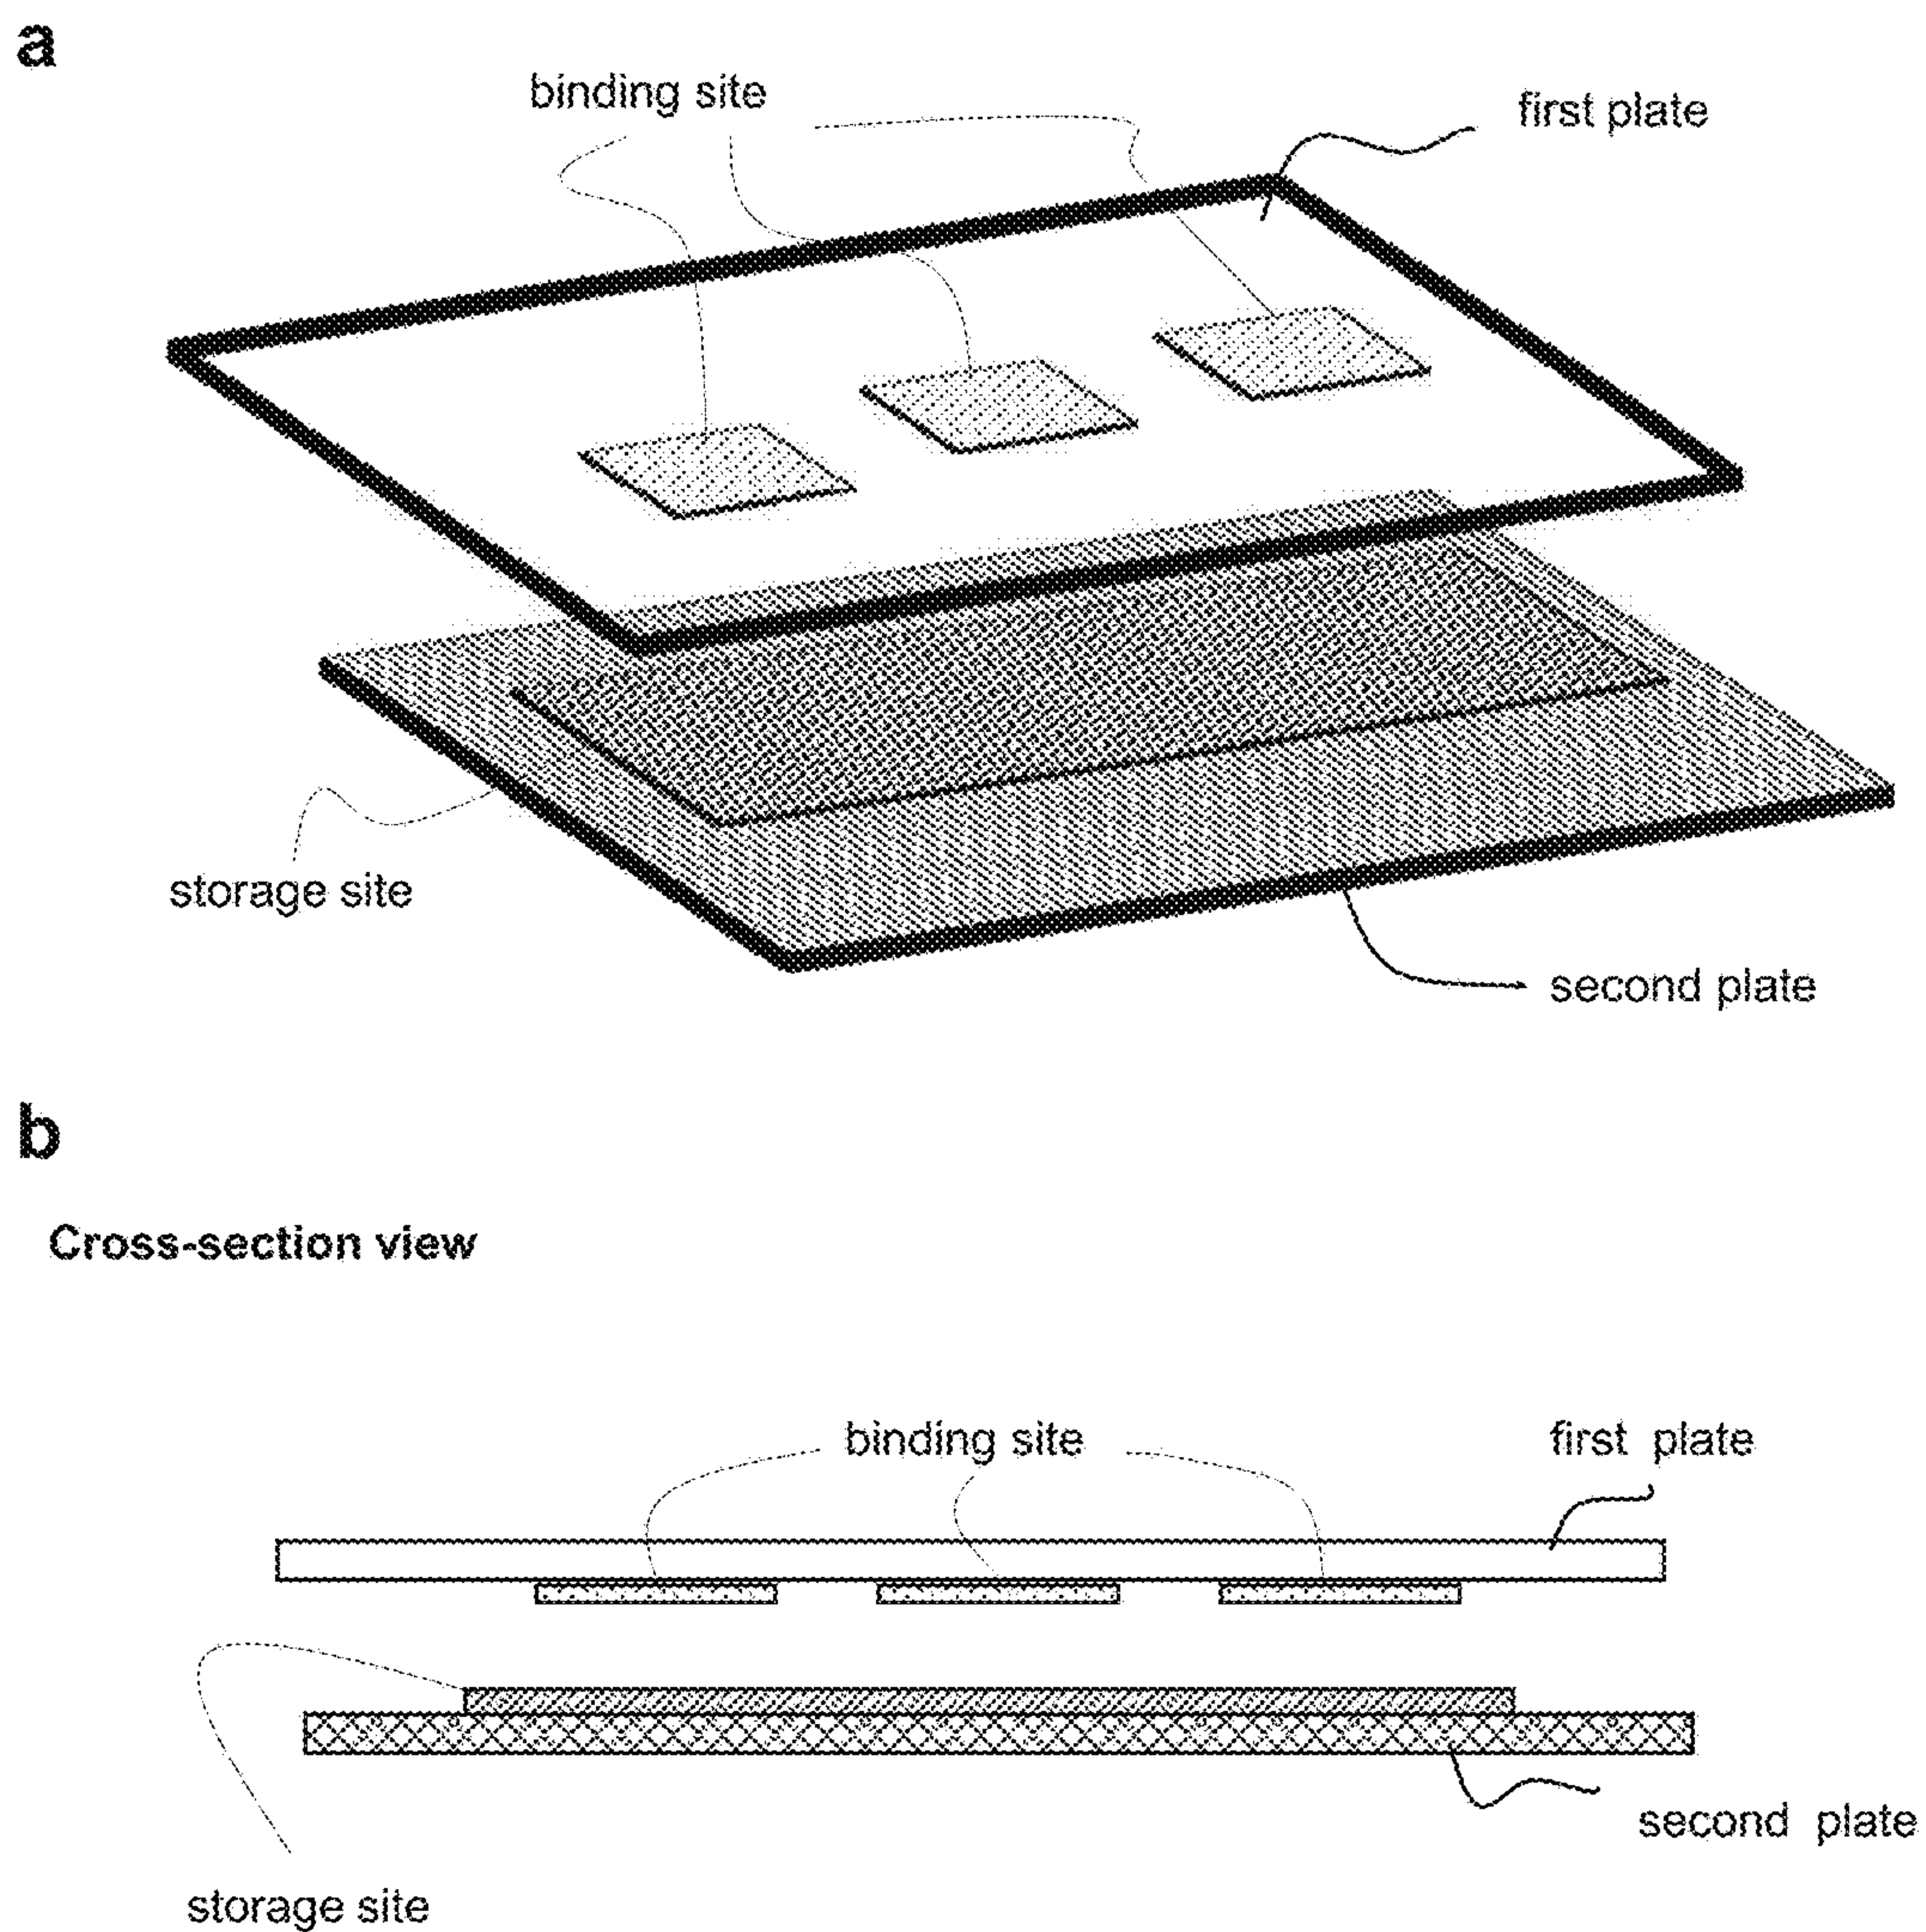 a
binding site
first plate
storage site
second plate
b
Cross-section view
binding site
first plate
second plate
storage site